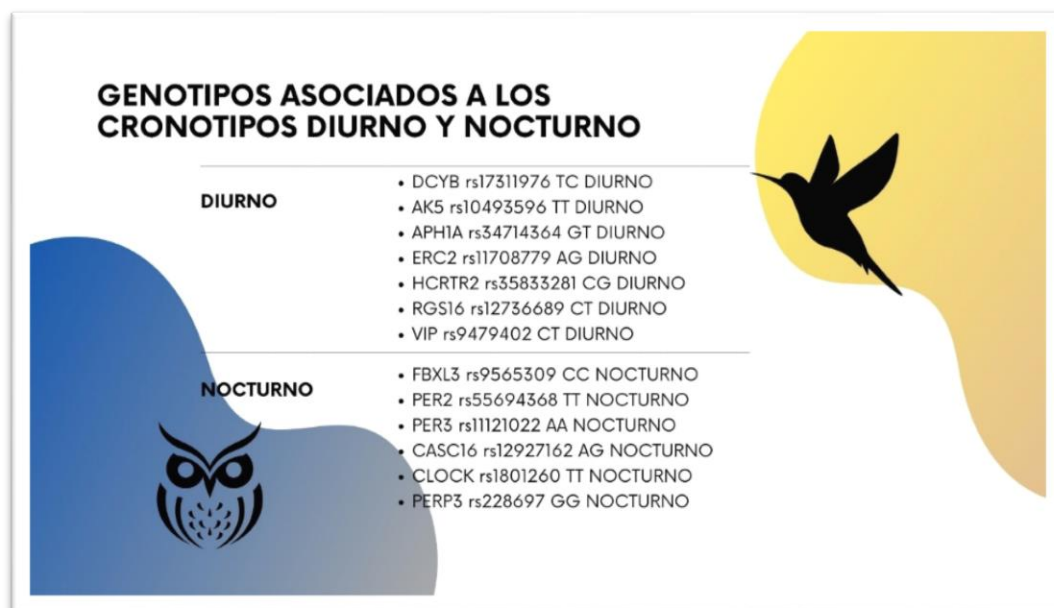 GENOTIPOS ASOCIADOS A LOS
CRONOTIPOS DIURNO Y NOCTURNO
DIURNO
• DCYB rs17311976 TC DIURNO
• AK5 rs10493596 TT DIURNO
• APH1A rs34714364 GT DIURNO
• ERC2 rs11708779 AG DIURNO
• HCRTR2 rs35833281 CG DIURNO
• RGS16 rs12736689 CT DIURNO
• VIP rs9479402 CT DIURNO
NOCTURNO
• FBXL3 rs9565309 CC NOCTURNO
• PER2 rs55694368 TT NOCTURNO
• PER3 rs11121022 AA NOCTURNO
• CASC16 rs12927162 AG NOCTURNO
• CLOCK rs1801260 TT NOCTURNO
• PERP3 rs228697 GG NOCTURNO